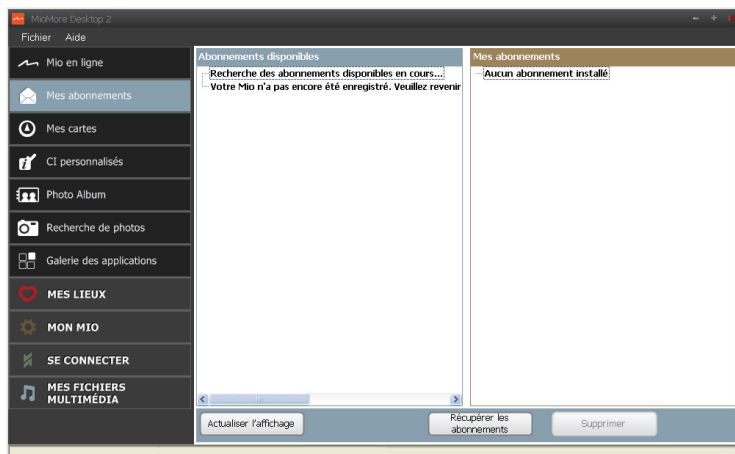 MioMore Desktop 2
Fichier Aide
Mio en ligne
Mes abonnements
Mes cartes
CI personnalisés
Photo Album
Recherche de photos
Galerie des applications
MES LIEUX
MON MIO
SE CONNECTER
MES FICHIERS
MULTIMÉDIA
Abonnements disponibles
Recherche des abonnements disponibles en cours...
Votre Mio n'a pas encore été enregistré. Veuillez revenir
Mes abonnements
Aucun abonnement installé
Actualiser l'affichage
Récupérer les
abonnements
Supprimer